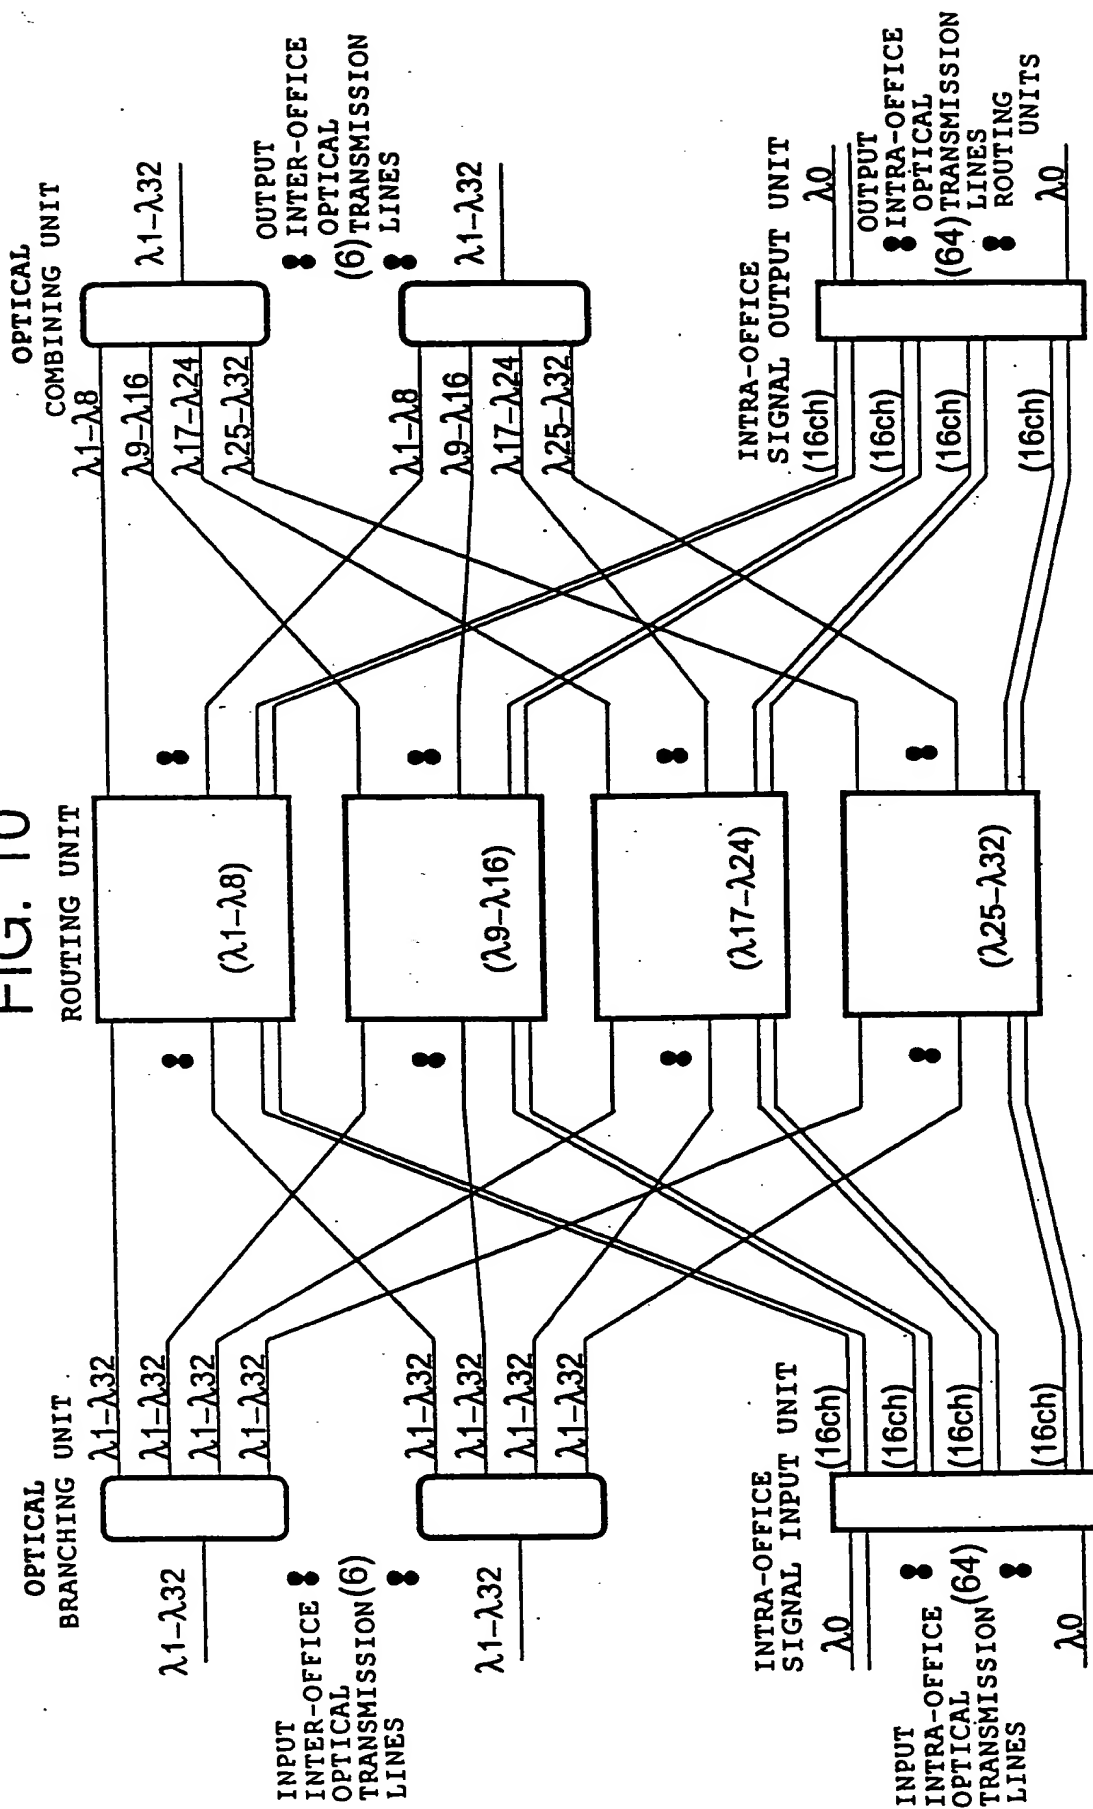 FIG. 10
OPTICAL
BRANCHING UNIT
ROUTING UNIT
OPTICAL
COMBINING UNIT
λ1-λ32
λ1-λ32
λ1-λ32
λ1-λ32
λ1-λ32
(λ1-λ8)
λ1-λ8
λ9-λ16
λ17-λ24
λ25-λ32
λ1-λ32
INPUT
INTER-OFFICE
OPTICAL
TRANSMISSION(6)
LINES
(λ9-λ16)
OUTPUT
INTER-OFFICE
OPTICAL
(6)TRANSMISSION
LINES
λ1-λ32
λ1-λ32
λ1-λ32
λ1-λ32
λ1-λ32
(λ17-λ24)
λ1-λ8
λ9-λ16
λ17-λ24
λ25-λ32
λ1-λ32
INTRA-OFFICE
SIGNAL INPUT UNIT
INTRA-OFFICE
SIGNAL OUTPUT UNIT
λ0
(16ch)
(16ch)
(16ch)
(16ch)
(λ25-λ32)
(16ch)
(16ch)
(16ch)
(16ch)
λ0
INPUT
INTRA-OFFICE
OPTICAL
TRANSMISSION(64)
LINES
OUTPUT
INTRA-OFFICE
OPTICAL
(64)TRANSMISSION
LINES
ROUTING
UNITS
λ0
λ0